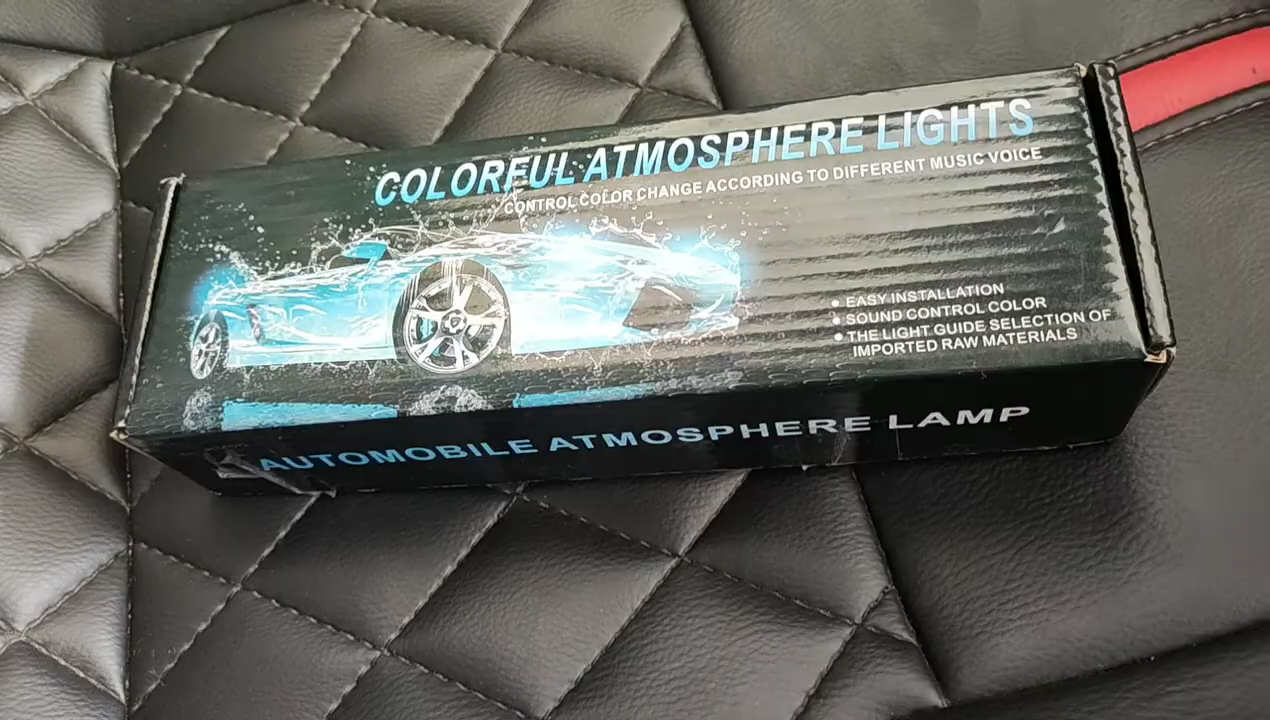 COLORFUL ATMOSPHERE LIGHTS
CONTROL COLOR CHANGE ACCORDING TO DIFFERENT MUSIC VOICE
● EASY INSTALLATION
● SOUND CONTROL COLOR
● THE LIGHT GUIDE SELECTION OF
IMPORTED RAW MATERIALS
AUTOMOBILE ATMOSPHERE LAMP